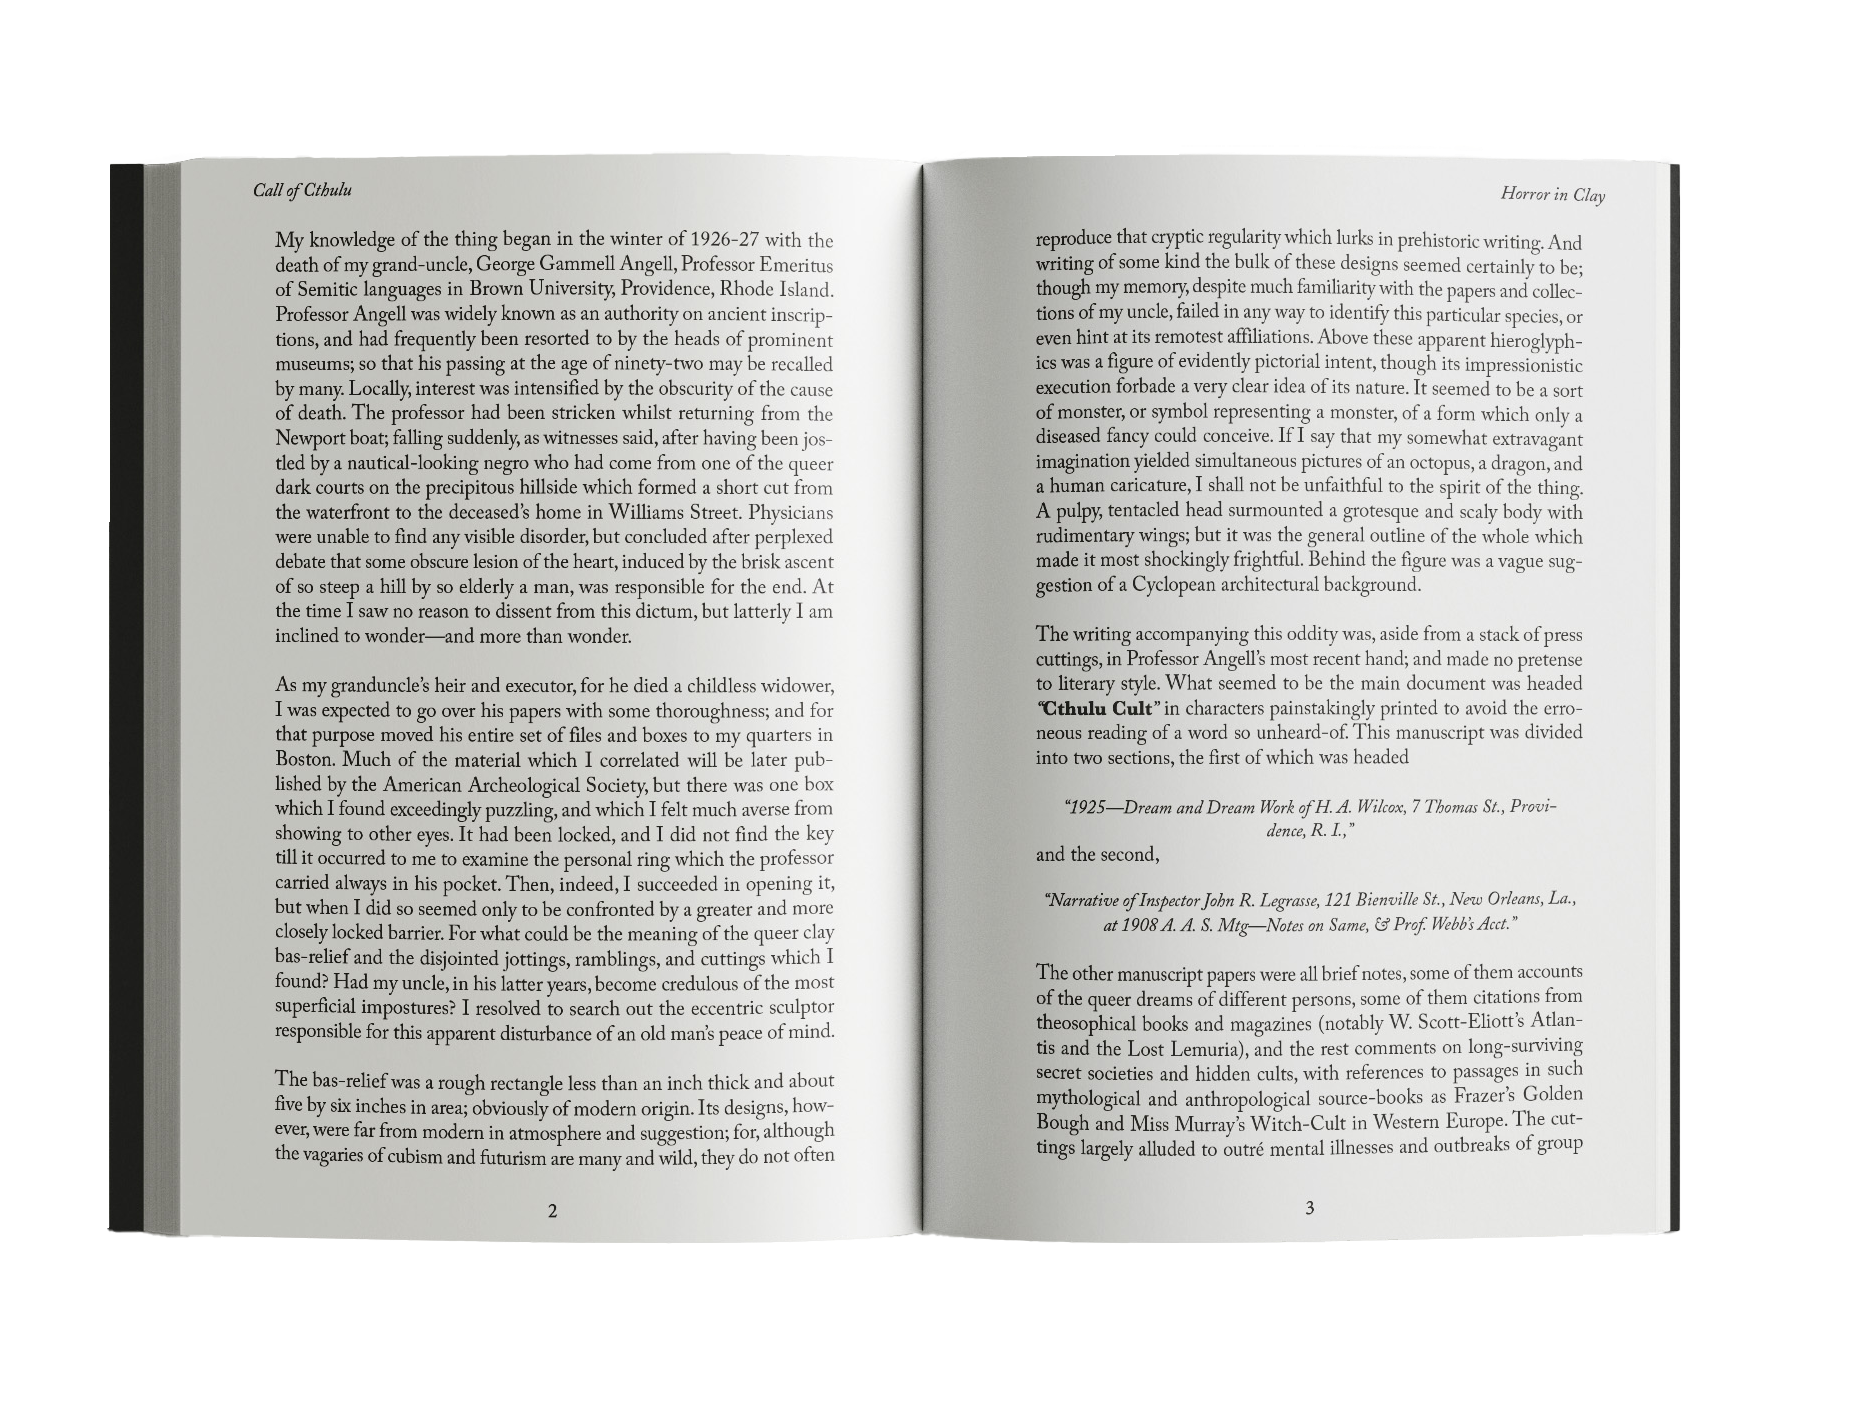 Call of Cthulu
My knowledge of the thing began in the winter of 1926-27 with the
death of my grand-uncle, George Gammell Angell, Professor Emeritus
of Semitic languages in Brown University, Providence, Rhode Island.
Professor Angell was widely known as an authority on ancient inscrip-
tions, and had frequently been resorted to by the heads of prominent
museums; so that his passing at the age of ninety-two may be recalled
by many. Locally, interest was intensified by the obscurity of the cause
of death. The professor had been stricken whilst returning from the
Newport boat; falling suddenly, as witnesses said, after having been jos-
tled by a nautical-looking negro who had come from one of the queer
dark courts on the precipitous hillside which formed a short cut from
the waterfront to the deceased's home in Williams Street. Physicians
were unable to find any visible disorder, but concluded after perplexed
debate that some obscure lesion of the heart, induced by the brisk ascent
of so steep a hill by so elderly a man, was responsible for the end. At
the time I saw no reason to dissent from this dictum, but latterly I am
inclined to wonder—and more than wonder.
As my granduncle's heir and executor, for he died a childless widower,
I was expected to go over his papers with some thoroughness; and for
that purpose moved his entire set of files and boxes to my quarters in
Boston. Much of the material which I correlated will be later pub-
lished by the American Archeological Society, but there was one box
which I found exceedingly puzzling, and which I felt much averse from
showing to other eyes. It had been locked, and I did not find the key
till it occurred to me to examine the personal ring which the professor
carried always in his pocket. Then, indeed, I succeeded in opening it,
but when I did so seemed only to be confronted by a greater and more
closely locked barrier. For what could be the meaning of the queer clay
bas-relief and the disjointed jottings, ramblings, and cuttings which I
found? Had my uncle, in his latter years, become credulous of the most
superficial impostures? I resolved to search out the eccentric sculptor
responsible for this apparent disturbance of an old man's peace of mind.
The bas-relief was a rough rectangle less than an inch thick and about
five by six inches in area; obviously of modern origin. Its designs, how-
ever, were far from modern in atmosphere and suggestion; for, although
the vagaries of cubism and futurism are many and wild, they do not often
2
Horror in Clay
reproduce that cryptic regularity which lurks in prehistoric writing. And
writing of some kind the bulk of these designs seemed certainly to be;
though my memory, despite much familiarity with the papers and collec-
tions of my uncle, failed in any way to identify this particular species, or
even hint at its remotest affiliations. Above these apparent hieroglyph-
ics was a figure of evidently pictorial intent, though its impressionistic
execution forbade a very clear idea of its nature. It seemed to be a sort
of monster, or symbol representing a monster, of a form which only a
diseased fancy could conceive. If I say that my somewhat extravagant
imagination yielded simultaneous pictures of an octopus, a dragon, and
a human caricature, I shall not be unfaithful to the spirit of the thing.
A pulpy, tentacled head surmounted a grotesque and scaly body with
rudimentary wings; but it was the general outline of the whole which
made it most shockingly frightful. Behind the figure was a vague sug-
gestion of a Cyclopean architectural background.
The writing accompanying this oddity was, aside from a stack of press
cuttings, in Professor Angell's most recent hand; and made no pretense
to literary style. What seemed to be the main document was headed
“Cthulu Cult” in characters painstakingly printed to avoid the erro-
neous reading of a word so unheard-of. This manuscript was divided
into two sections, the first of which was headed
“1925—Dream and Dream Work of H. A. Wilcox, 7 Thomas St., Provi-
dence, R. I.,”
and the second,
“Narrative of Inspector John R. Legrasse, 121 Bienville St., New Orleans, La.,
at 1908 A. A. S. Mtg—Notes on Same, & Prof. Webb's Acct.”
The other manuscript papers were all brief notes, some of them accounts
of the queer dreams of different persons, some of them citations from
theosophical books and magazines (notably W. Scott-Eliott's Atlan-
tis and the Lost Lemuria), and the rest comments on long-surviving
secret societies and hidden cults, with references to passages in such
mythological and anthropological source-books as Frazer's Golden
Bough and Miss Murray's Witch-Cult in Western Europe. The cut-
tings largely alluded to outré mental illnesses and outbreaks of group
3